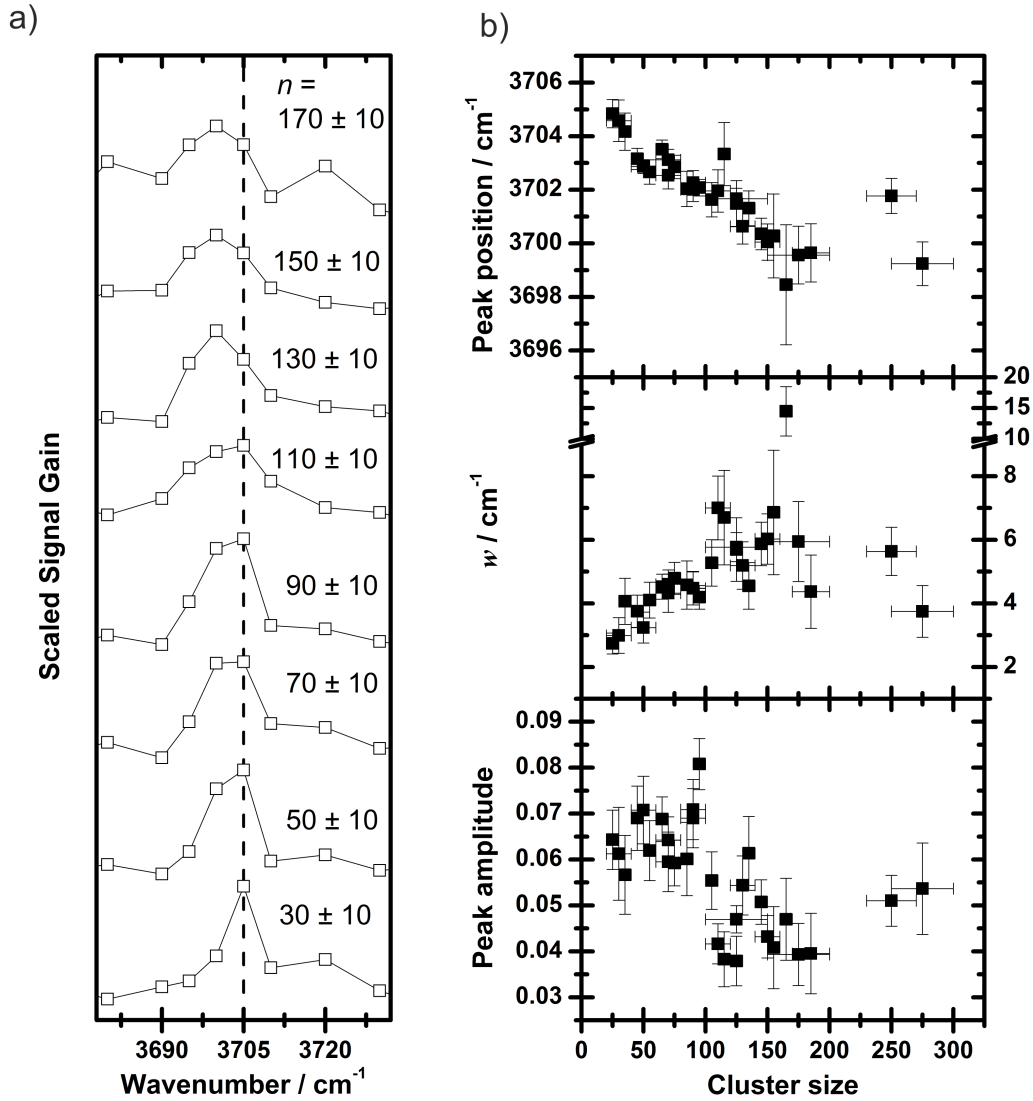 a)
n =
170 ± 10
150 ± 10
130 ± 10
110 ± 10
90 ± 10
70 ± 10
50 ± 10
30 ± 10
Scaled Signal Gain
3690 3705 3720
Wavenumber / cm-1
b)
3706
3704
3702
3700
3698
3696
Peak position / cm-1
20
15
10
8
6
4
2
w / cm-1
0.09
0.08
0.07
0.06
0.05
0.04
0.03
Peak amplitude
0 50 100 150 200 250 300
Cluster size